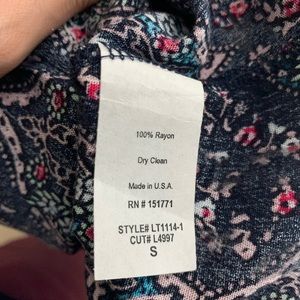 100% Rayon
Dry Clean
Made in U.S.A.
RN # 151771
STYLE# LT1114-1
CUT# L4997
S